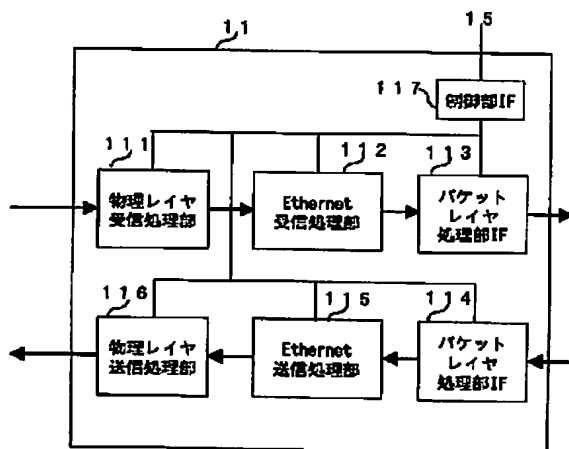 11
15
117
制御部IF
111
112
113
物理レイヤ
受信処理部
Ethernet
受信処理部
パケット
レイヤ
処理部IF
116
115
114
物理レイヤ
送信処理部
Ethernet
送信処理部
パケット
レイヤ
処理部IF